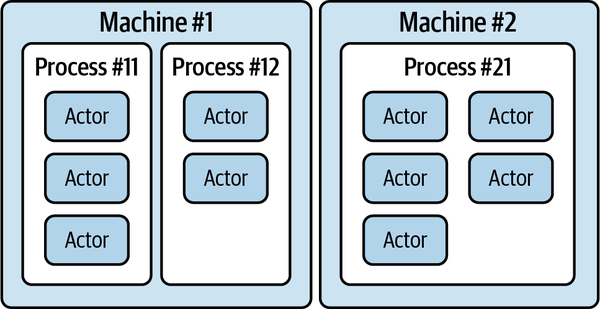 Machine #1
Process #11
Actor
Actor
Actor
Process #12
Actor
Actor
Machine #2
Process #21
Actor
Actor
Actor
Actor
Actor